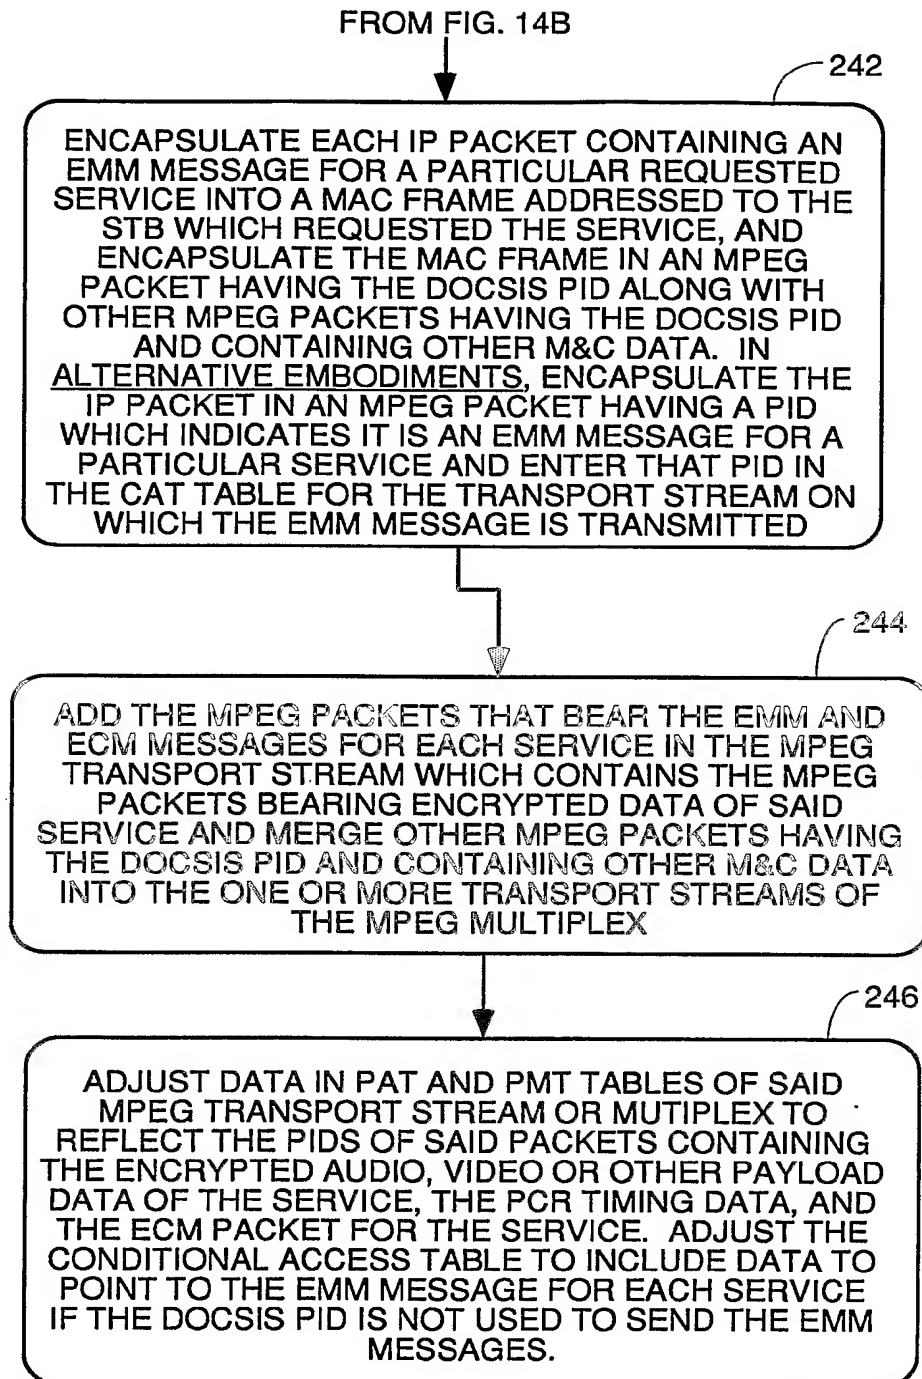 FROM FIG. 14B
242
ENCAPSULATE EACH IP PACKET CONTAINING AN
EMM MESSAGE FOR A PARTICULAR REQUESTED
SERVICE INTO A MAC FRAME ADDRESSED TO THE
STB WHICH REQUESTED THE SERVICE, AND
ENCAPSULATE THE MAC FRAME IN AN MPEG
PACKET HAVING THE DOCSIS PID ALONG WITH
OTHER MPEG PACKETS HAVING THE DOCSIS PID
AND CONTAINING OTHER M&C DATA. IN
ALTERNATIVE EMBODIMENTS, ENCAPSULATE THE
IP PACKET IN AN MPEG PACKET HAVING A PID
WHICH INDICATES IT IS AN EMM MESSAGE FOR A
PARTICULAR SERVICE AND ENTER THAT PID IN
THE CAT TABLE FOR THE TRANSPORT STREAM ON
WHICH THE EMM MESSAGE IS TRANSMITTED
244
ADD THE MPEG PACKETS THAT BEAR THE EMM AND
ECM MESSAGES FOR EACH SERVICE IN THE MPEG
TRANSPORT STREAM WHICH CONTAINS THE MPEG
PACKETS BEARING ENCRYPTED DATA OF SAID
SERVICE AND MERGE OTHER MPEG PACKETS HAVING
THE DOCSIS PID AND CONTAINING OTHER M&C DATA
INTO THE ONE OR MORE TRANSPORT STREAMS OF
THE MPEG MULTIPLEX
246
ADJUST DATA IN PAT AND PMT TABLES OF SAID
MPEG TRANSPORT STREAM OR MUTIPLEX TO
REFLECT THE PIDS OF SAID PACKETS CONTAINING
THE ENCRYPTED AUDIO, VIDEO OR OTHER PAYLOAD
DATA OF THE SERVICE, THE PCR TIMING DATA, AND
THE ECM PACKET FOR THE SERVICE. ADJUST THE
CONDITIONAL ACCESS TABLE TO INCLUDE DATA TO
POINT TO THE EMM MESSAGE FOR EACH SERVICE
IF THE DOCSIS PID IS NOT USED TO SEND THE EMM
MESSAGES.